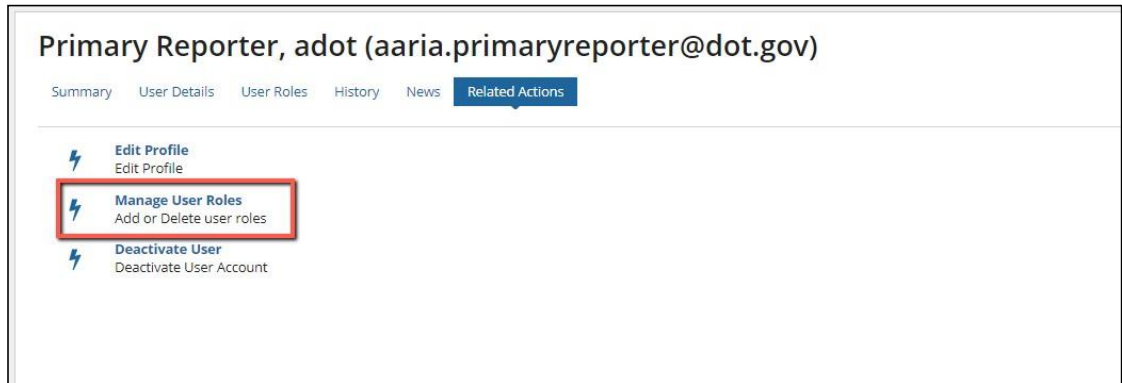 Primary Reporter, adot (aaria.primaryreporter@dot.gov)
Summary User Details User Roles History News Related Actions
Edit Profile
Edit Profile
Manage User Roles
Add or Delete user roles
Deactivate User
Deactivate User Account